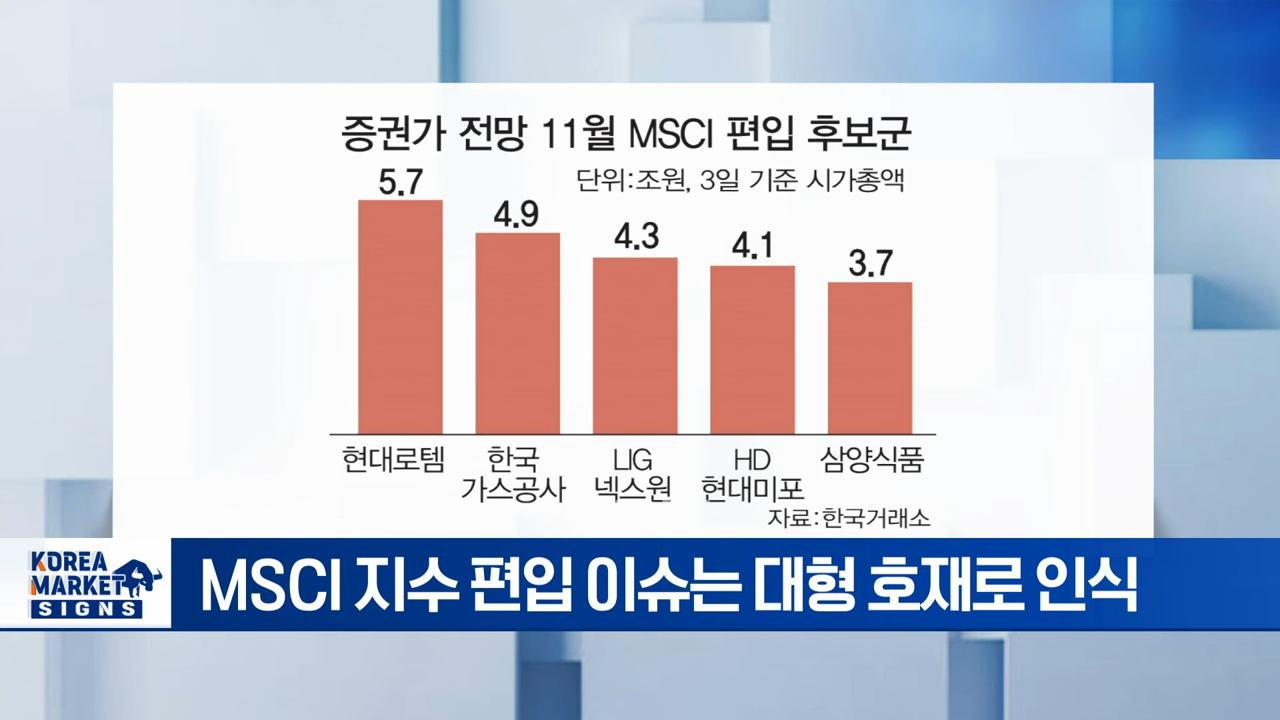 증권가 전망 11월 MSCI 편입 후보군
단위:조원, 3일 기준 시가총액
5.7
4.9
4.3
4.1
3.7
현대로템
한국
가스공사
LIG
넥스원
HD
현대미포
삼양식품
자료:한국거래소
KOREA
MARKET
SIGNS
MSCI 지수 편입 이슈는 대형 호재로 인식